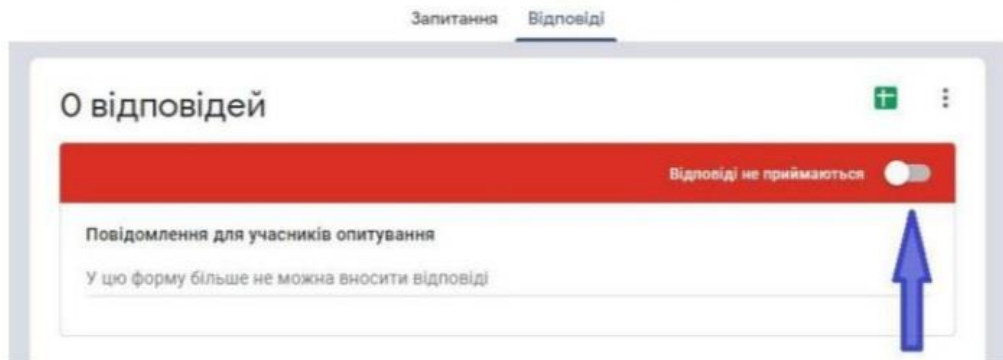 Запитання Відповіді
0 відповідей
Відповіді не приймаються
Повідомлення для учасників опитування
У цю форму більше не можна вносити відповіді